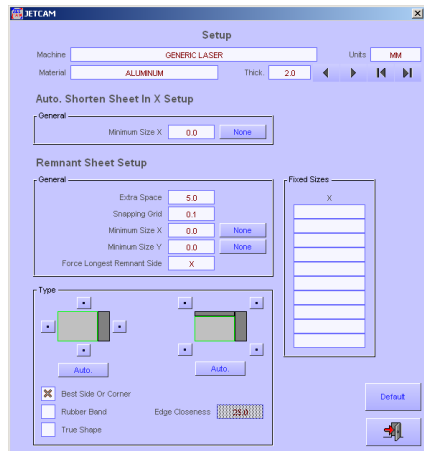 JETCAM
Setup
Machine GENERIC LASER Units MM
Material ALUMINUM Thick. 2.0
Auto. Shorten Sheet In X Setup
General
Minimum Size X 0.0 None
Remnant Sheet Setup
General
Extra Space 5.0
Snapping Grid 0.1
Minimum Size X 0.0 None
Minimum Size Y 0.0 None
Force Longest Remnant Side X
Fixed Sizes
X
Type
Auto. Auto.
Best Side Or Corner
Rubber Band Edge Closeness 25.0
True Shape
Default